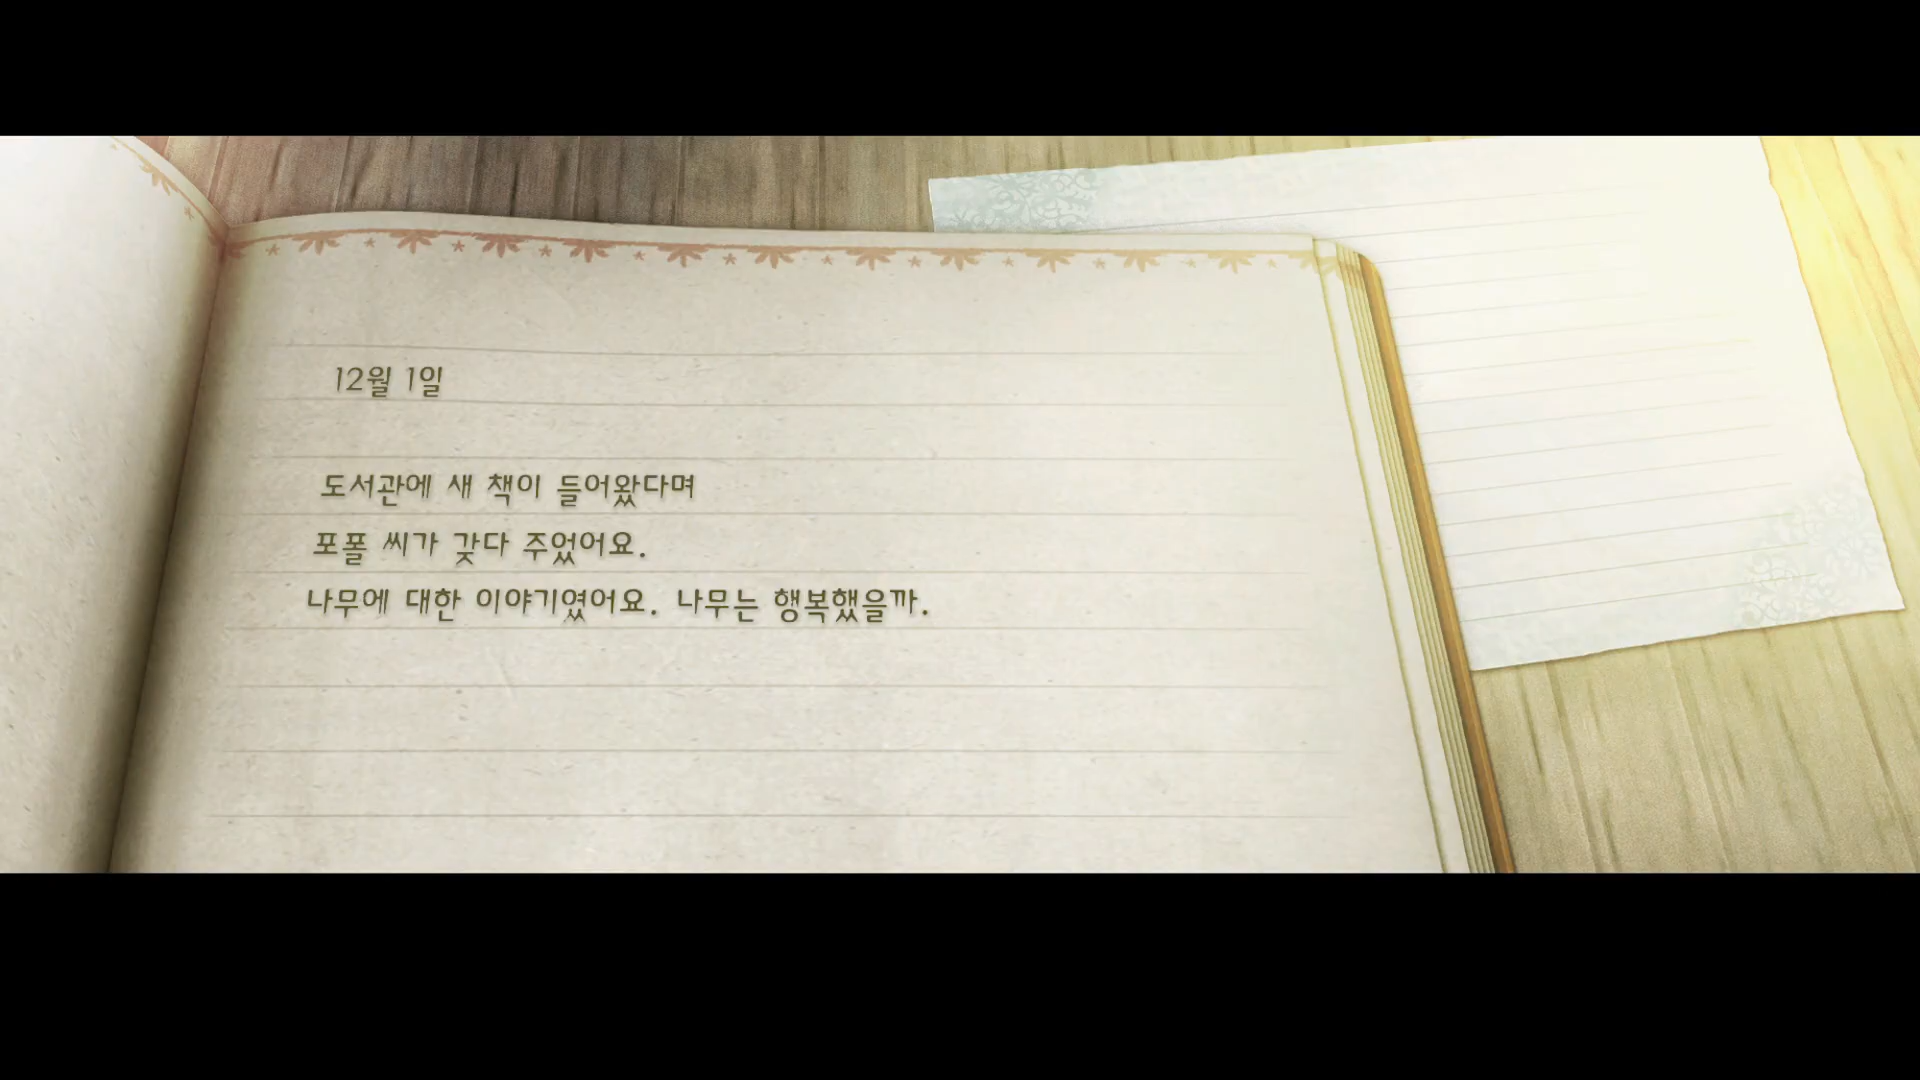 12월 1일
도서관에 새 책이 들어왔다며
포폴 씨가 갖다 주었어요.
나무에 대한 이야기였어요. 나무는 행복했을까.